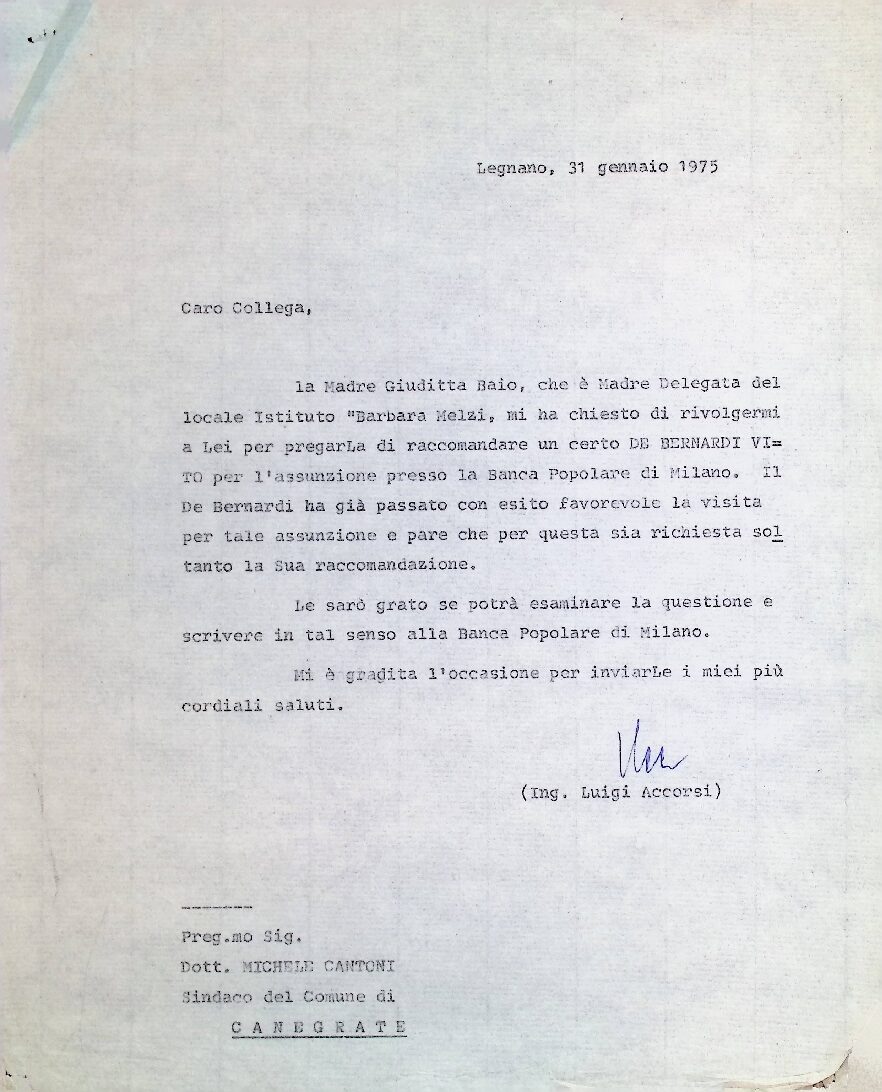 Legnano, 31 gennaio 1975
Caro Collega,
la Madre Giuditta Baio, che è Madre Delegata del
locale Istituto "Barbara Melzi, mi ha chiesto di rivolgermi
a Lei per pregarLa di raccomandare un certo DE BERNARDI VI=
TO per l'assunzione presso la Banca Popolare di Milano. Il
De Bernardi ha già passato con esito favorevole la visita
per tale assunzione e pare che per questa sia richiesta sol
tanto la Sua raccomandazione.
Le sarò grato se potrà esaminare la questione e
scrivere in tal senso alla Banca Popolare di Milano.
Mi è gradita l'occasione per inviarLe i miei più
cordiali saluti.
(Ing. Luigi Accorsi)
Preg.mo Sig.
Dott. MICHELE CANTONI
Sindaco del Comune di
C A N E G R A T E